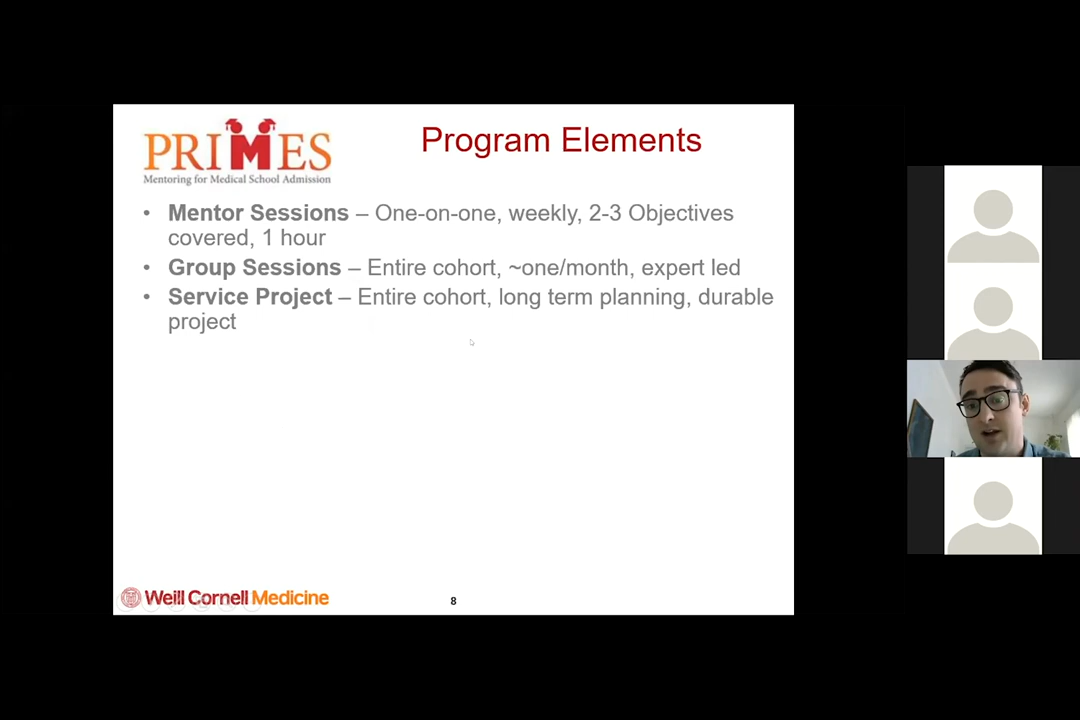 PRIMES
Mentoring for Medical School Admission
Program Elements
• Mentor Sessions – One-on-one, weekly, 2-3 Objectives
covered, 1 hour
• Group Sessions – Entire cohort, ~one/month, expert led
• Service Project – Entire cohort, long term planning, durable
project
Weill Cornell Medicine
8